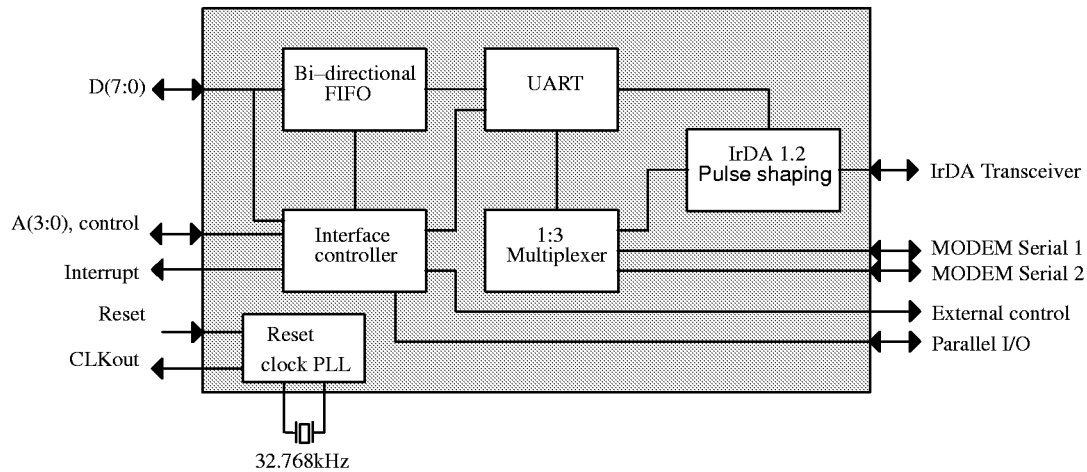 D(7:0)
Bi–directional
FIFO
UART
IrDA 1.2
Pulse shaping
IrDA Transceiver
A(3:0), control
Interface
controller
1:3
Multiplexer
MODEM Serial 1
MODEM Serial 2
Interrupt
External control
Reset
Reset
clock PLL
Parallel I/O
CLKout
32.768kHz